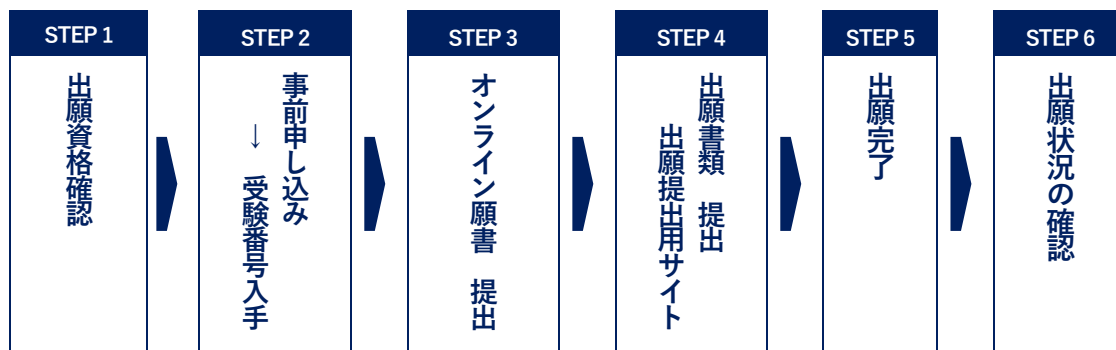 STEP 1
出願資格確認
STEP 2
事前申し込み
→ 受験番号入手
STEP 3
オンライン願書 提出
STEP 4
出願書類 提出
出願提出用サイト
STEP 5
出願完了
STEP 6
出願状況の確認